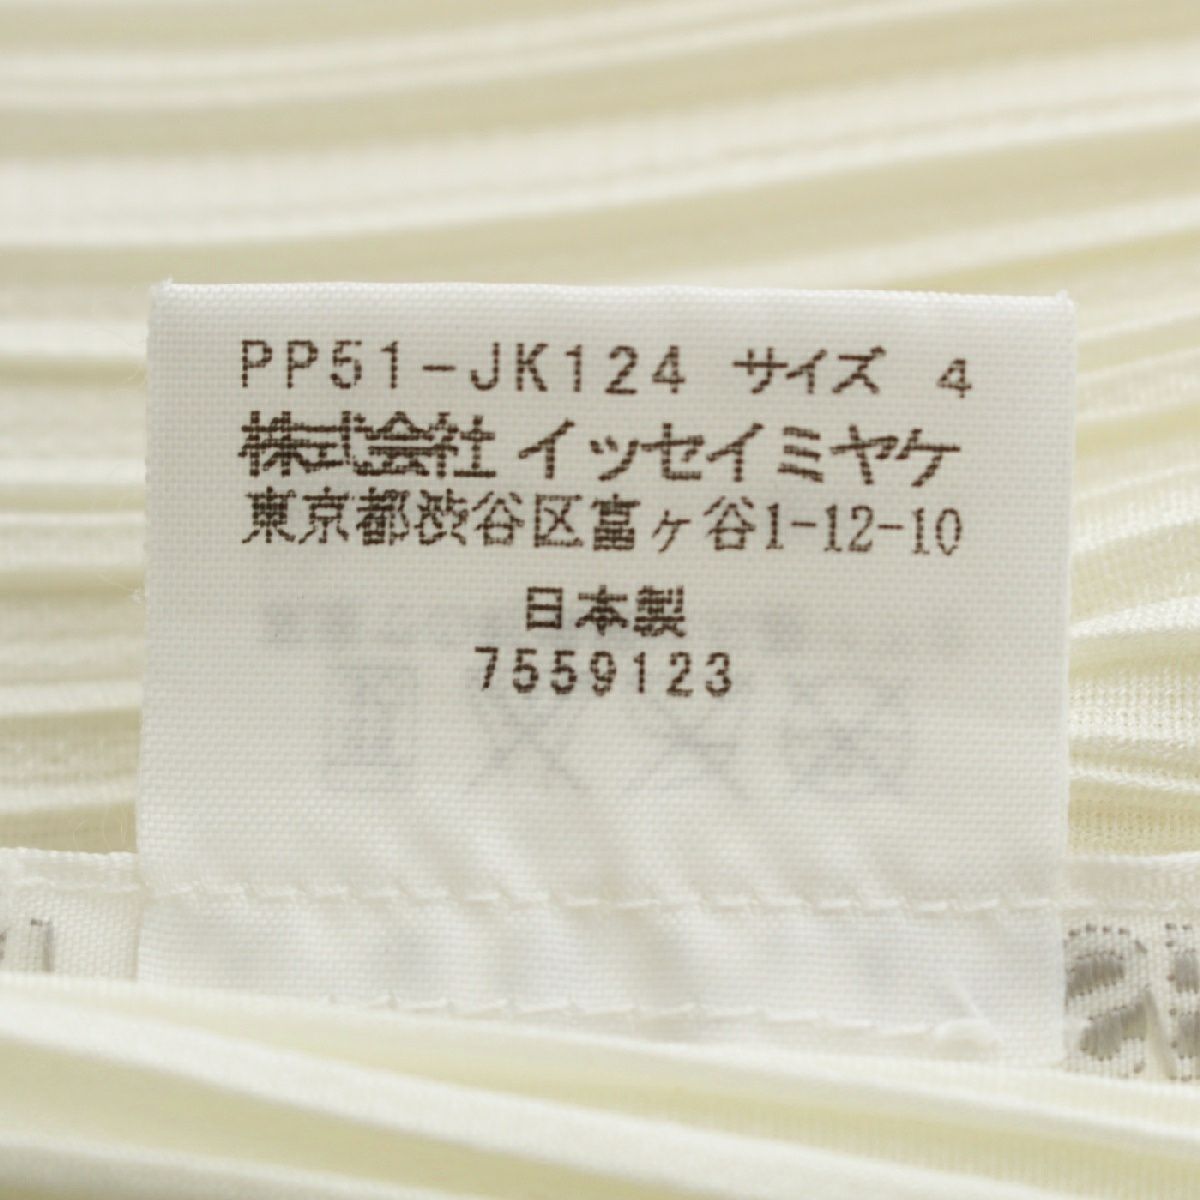 PP51-JK124 サイズ 4
株式会社イッセイミヤケ
東京都渋谷区富ヶ谷1-12-10
日本製
7559123